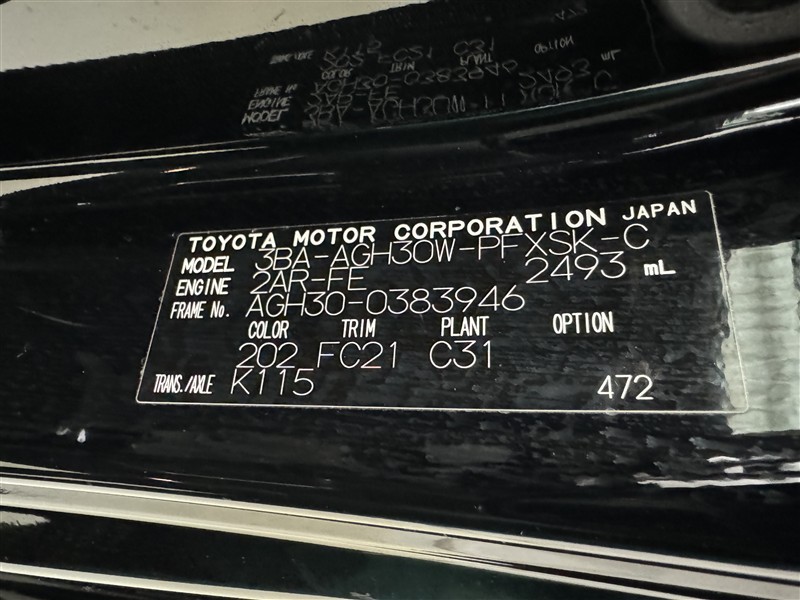 TOYOTA MOTOR CORPORATION JAPAN
MODEL 3BA-AGH30W-PFXSK-C
ENGINE 2AR-FE 2493 mL
FRAME No. AGH30-0383946
COLOR TRIM PLANT OPTION
202 FC21 C31
TRANS./AXLE K115 472